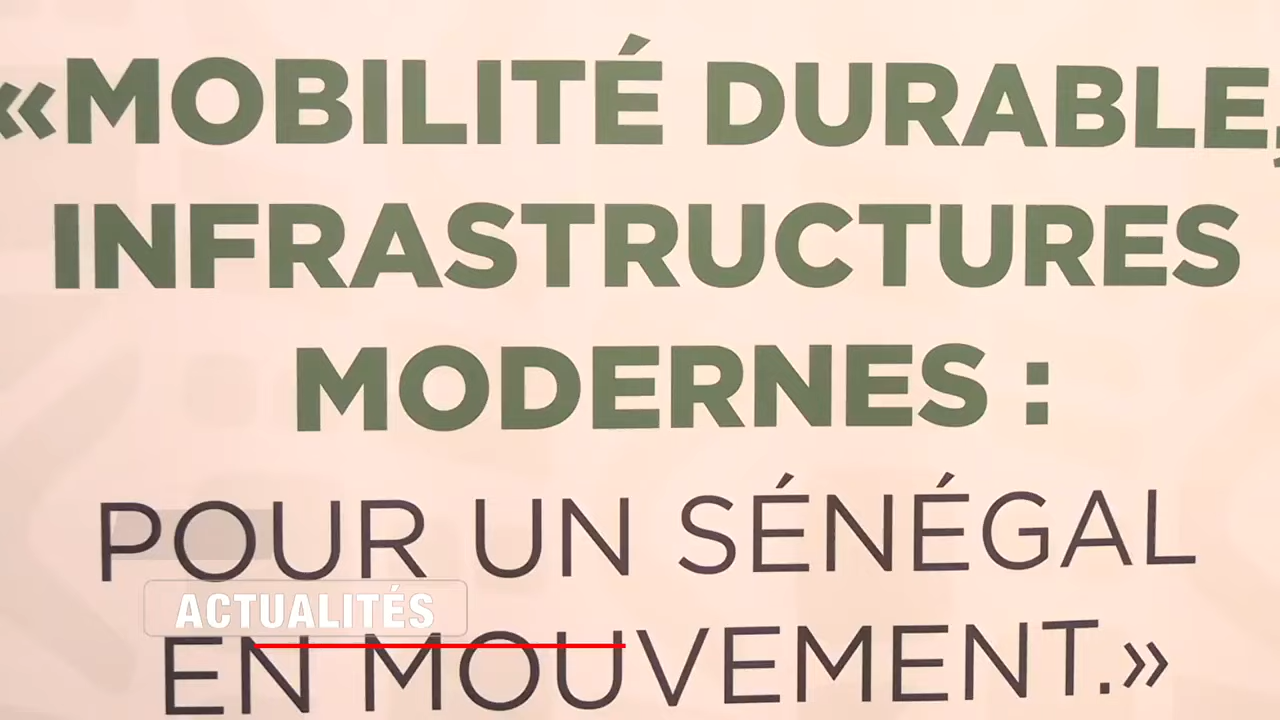 «MOBILITÉ DURABLE,
INFRASTRUCTURES
MODERNES :
POUR UN SÉNÉGAL
ACTUALITÉS
EN MOUVEMENT.»